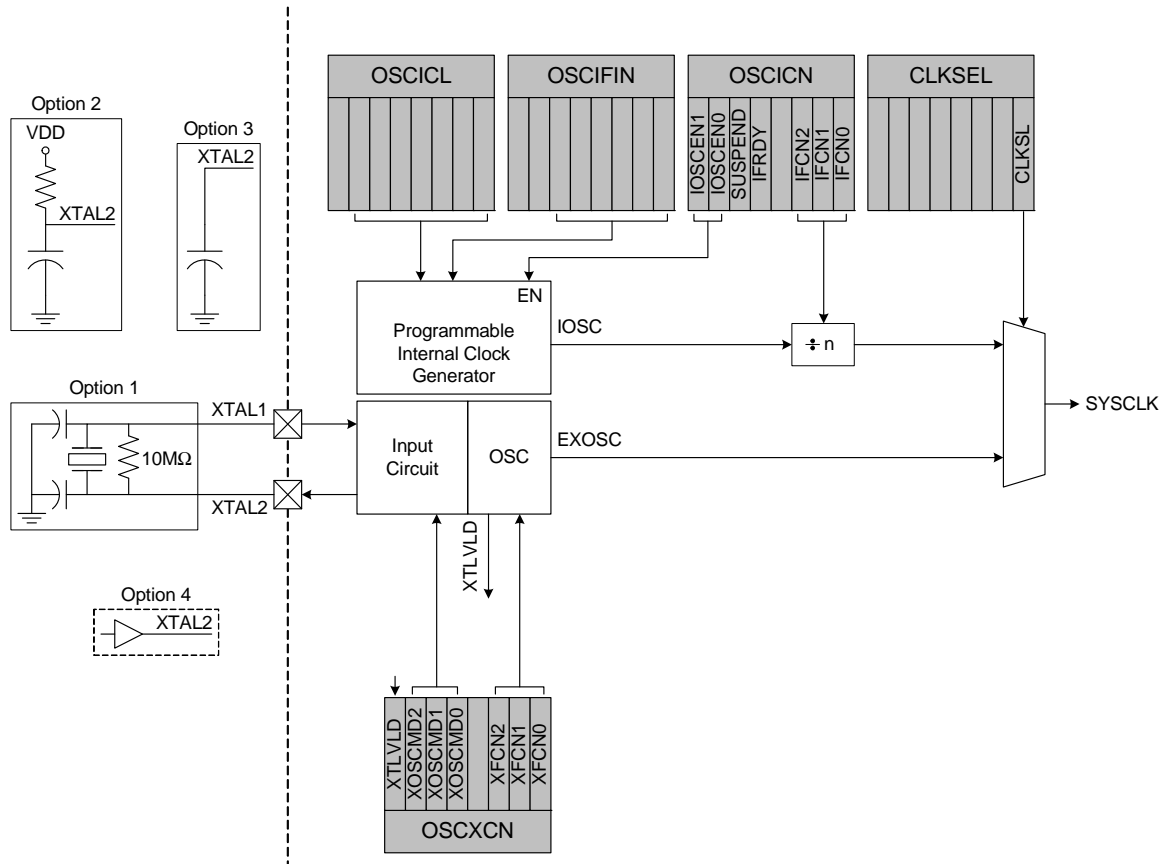 OSCICL
OSCIFIN
OSCICN
CLKSEL
IOSCEN1
IOSCEN0
SUSPEND
IFRDY
IFCN2
IFCN1
IFCN0
CLKSL
Option 2
VDD
XTAL2
Option 3
XTAL2
EN
Programmable
Internal Clock
Generator
IOSC
÷ n
SYSCLK
Option 1
XTAL1
10MΩ
XTAL2
Input
Circuit
OSC
EXOSC
XTLVLD
Option 4
XTAL2
XTLVLD
XOSCMD2
XOSCMD1
XOSCMD0
XFCN2
XFCN1
XFCN0
OSCXCN